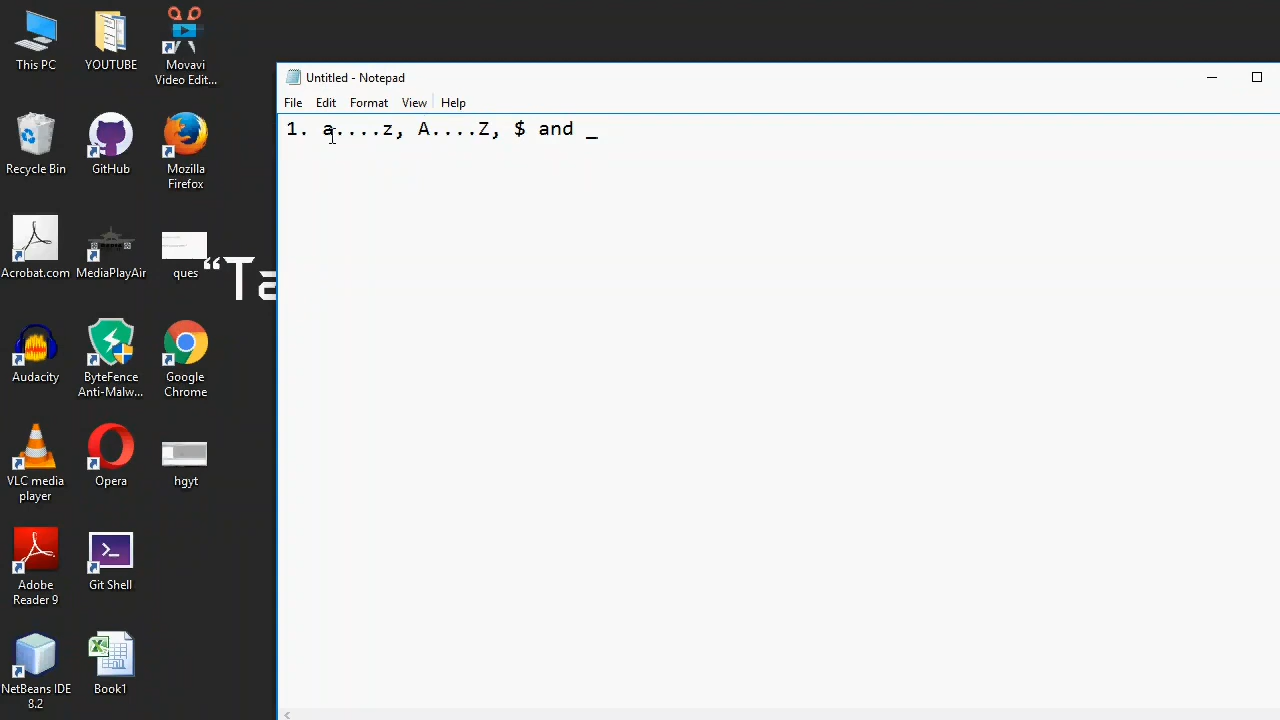 This PC
YOUTUBE
Movavi
Video Edit...
Recycle Bin
GitHub
Mozilla
Firefox
Acrobat.com
MediaPlayAir
ques
"Ta
Audacity
ByteFence
Anti-Malw...
Google
Chrome
VLC media
player
Opera
hgyt
Adobe
Reader 9
Git Shell
NetBeans IDE
8.2
Book1
Untitled - Notepad
File Edit Format View Help
1. a....z, A....Z, $ and _